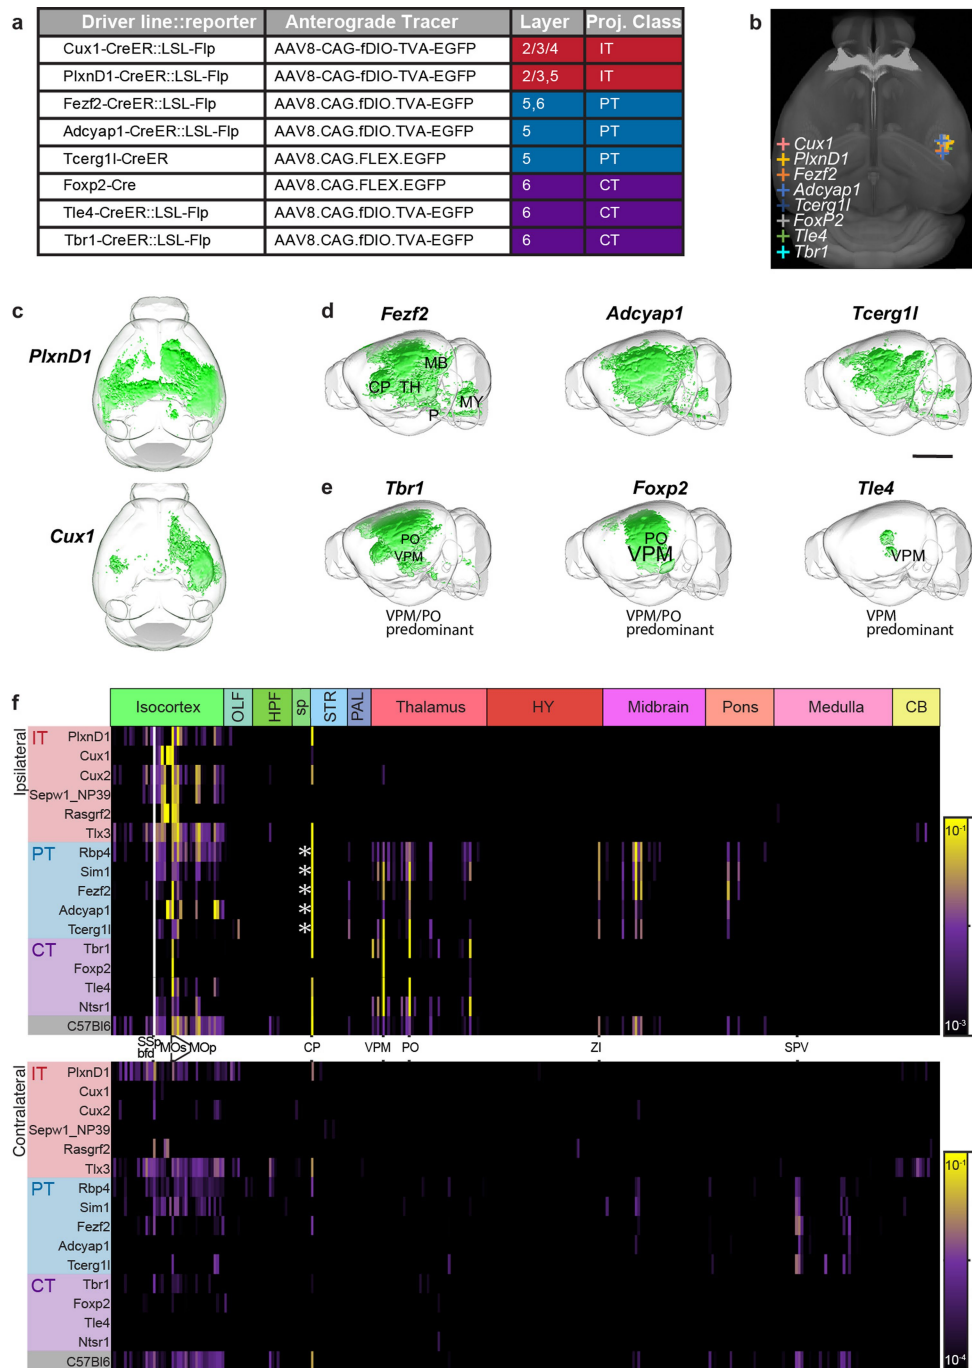 a
Driver line::reporter Anterograde Tracer Layer Proj. Class
Cux1-CreER::LSL-Flp AAV8-CAG-fDIO-TVA-EGFP 2/3/4 IT
PlxnD1-CreER::LSL-Flp AAV8-CAG-fDIO-TVA-EGFP 2/3,5 IT
Fezf2-CreER::LSL-Flp AAV8.CAG.fDIO.TVA-EGFP 5,6 PT
Adcyap1-CreER::LSL-Flp AAV8.CAG.fDIO.TVA-EGFP 5 PT
Tcerg1l-CreER AAV8.CAG.FLEX.EGFP 5 PT
Foxp2-Cre AAV8.CAG.FLEX.EGFP 6 CT
Tle4-CreER::LSL-Flp AAV8.CAG.fDIO.TVA-EGFP 6 CT
Tbr1-CreER::LSL-Flp AAV8.CAG.fDIO.TVA-EGFP 6 CT
b
Cux1
PlxnD1
Fezf2
Adcyap1
Tcerg1l
FoxP2
Tle4
Tbr1
c
PlxnD1
Cux1
d
Fezf2 Adcyap1 Tcerg1l
MB
CP TH
MY
P
e
Tbr1 Foxp2 Tle4
PO PO
VPM VPM VPM
VPM/PO VPM/PO VPM
predominant predominant predominant
f
Isocortex OLF HPF sp STR PAL Thalamus HY Midbrain Pons Medulla CB
Ipsilateral
IT PlxnD1
Cux1
Cux2
Sepw1_NP39
Rasgrf2
Tlx3
PT Rbp4 *
Sim1 *
Fezf2 *
Adcyap1 *
Tcerg1l *
CT Tbr1
Foxp2
Tle4
Ntsr1
C57Bl6
10-1
10-3
SSp
bfd MOs MOp CP VPM PO ZI SPV
Contralateral
IT PlxnD1
Cux1
Cux2
Sepw1_NP39
Rasgrf2
Tlx3
PT Rbp4
Sim1
Fezf2
Adcyap1
Tcerg1l
CT Tbr1
Foxp2
Tle4
Ntsr1
C57Bl6
10-1
10-4